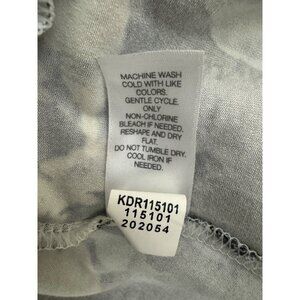 MACHINE WASH
COLD WITH LIKE
COLORS.
GENTLE CYCLE.
ONLY
NON-CHLORINE
BLEACH IF NEEDED.
RESHAPE AND DRY
FLAT.
DO NOT TUMBLE DRY.
COOL IRON IF
NEEDED.
KDR115101
115101
202054